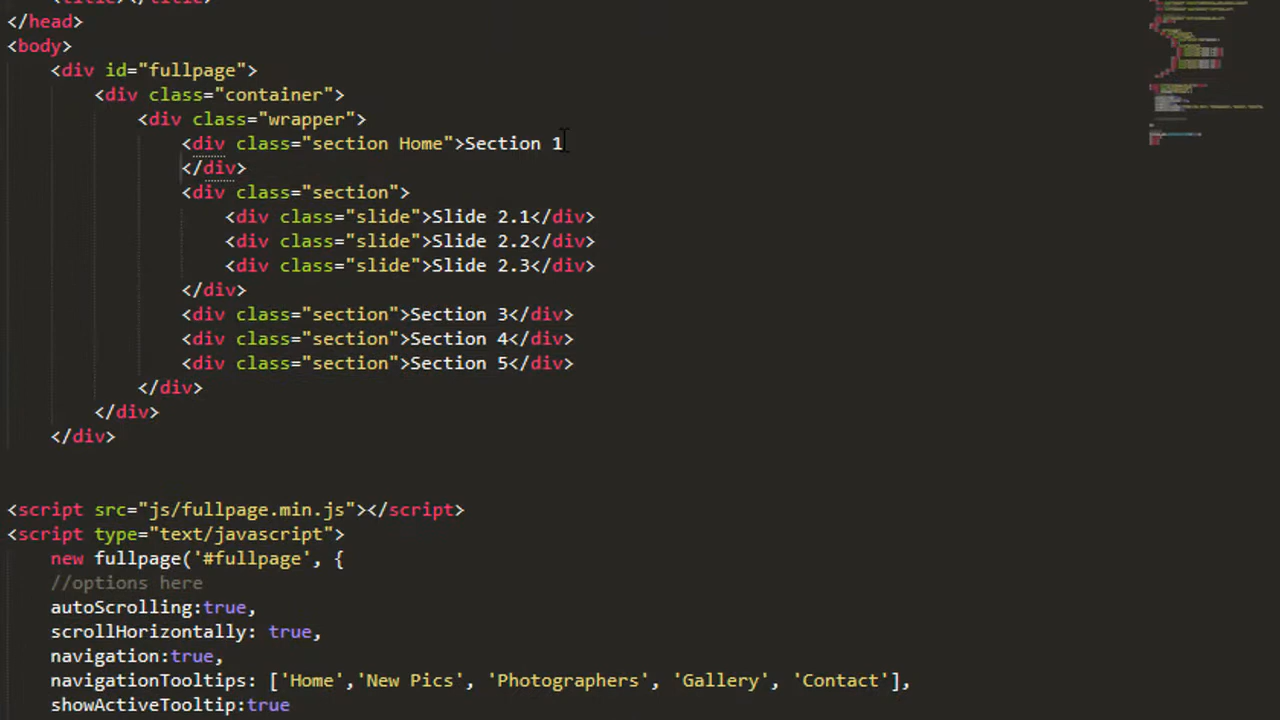 <title></title>
</head>
<body>
<div id="fullpage">
<div class="container">
<div class="wrapper">
<div class="section Home">Section 1
</div>
<div class="section">
<div class="slide">Slide 2.1</div>
<div class="slide">Slide 2.2</div>
<div class="slide">Slide 2.3</div>
</div>
<div class="section">Section 3</div>
<div class="section">Section 4</div>
<div class="section">Section 5</div>
</div>
</div>
</div>
<script src="js/fullpage.min.js"></script>
<script type="text/javascript">
new fullpage('#fullpage', {
//options here
autoScrolling:true,
scrollHorizontally: true,
navigation:true,
navigationTooltips: ['Home','New Pics', 'Photographers', 'Gallery', 'Contact'],
showActiveTooltip:true